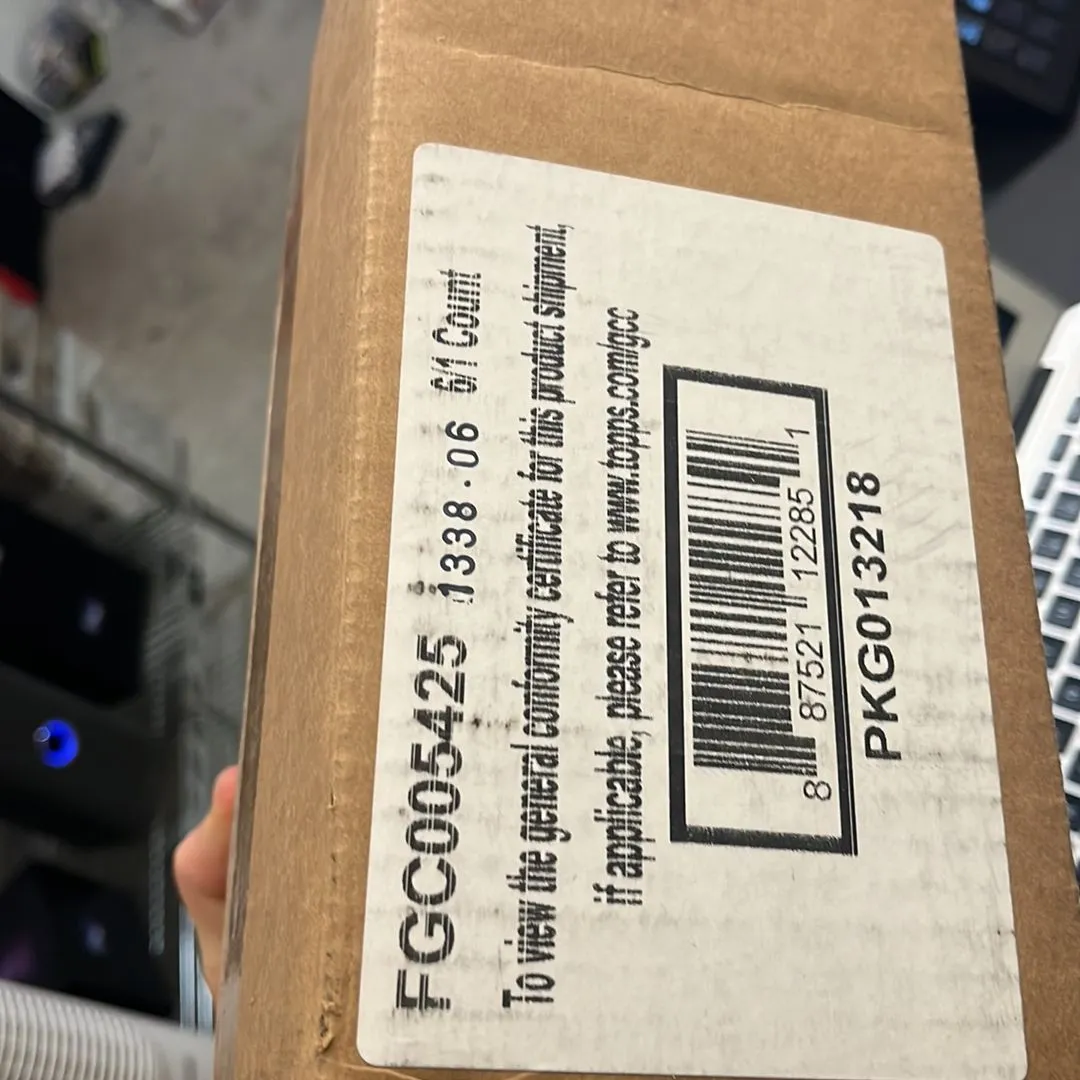 FGC005425 1338.06 6/1 Count
To view the general conformity certificate for this product shipment,
if applicable, please refer to www.topps.com/gcc
8 87521 12285 1
PKG013218